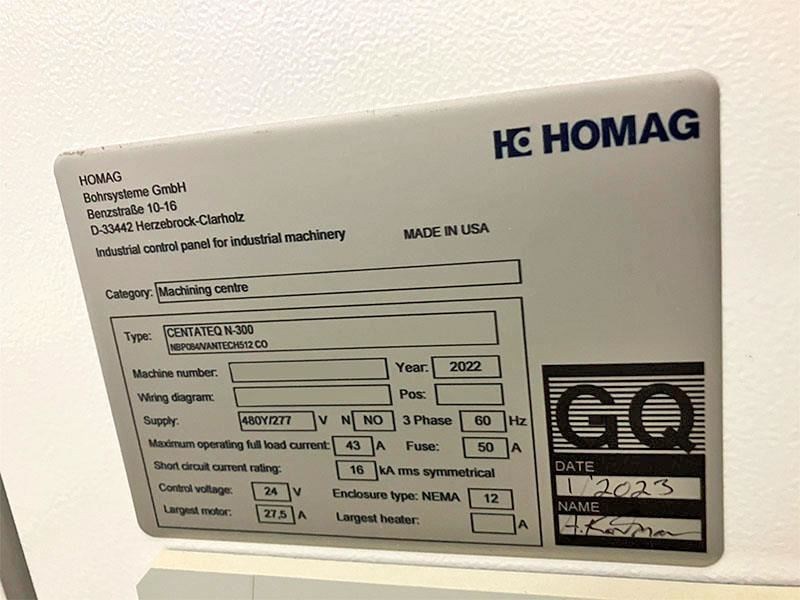 HOMAG
HOMAG
Bohrsysteme GmbH
Benzstraße 10-16
D-33442 Herzebrock-Clarholz
Industrial control panel for industrial machinery MADE IN USA
Category: Machining centre
Type: CENTATEQ N-300
NBP084/VANTECH512 CO
Machine number: Year: 2022
Wiring diagram: Pos:
Supply: 480Y/277 V N NO 3 Phase 60 Hz
Maximum operating full load current: 43 A Fuse: 50 A
Short circuit current rating: 16 kA rms symmetrical
Control voltage: 24 V Enclosure type: NEMA 12
Largest motor: 27,5 A Largest heater: A
GQ
DATE
1/2023
NAME